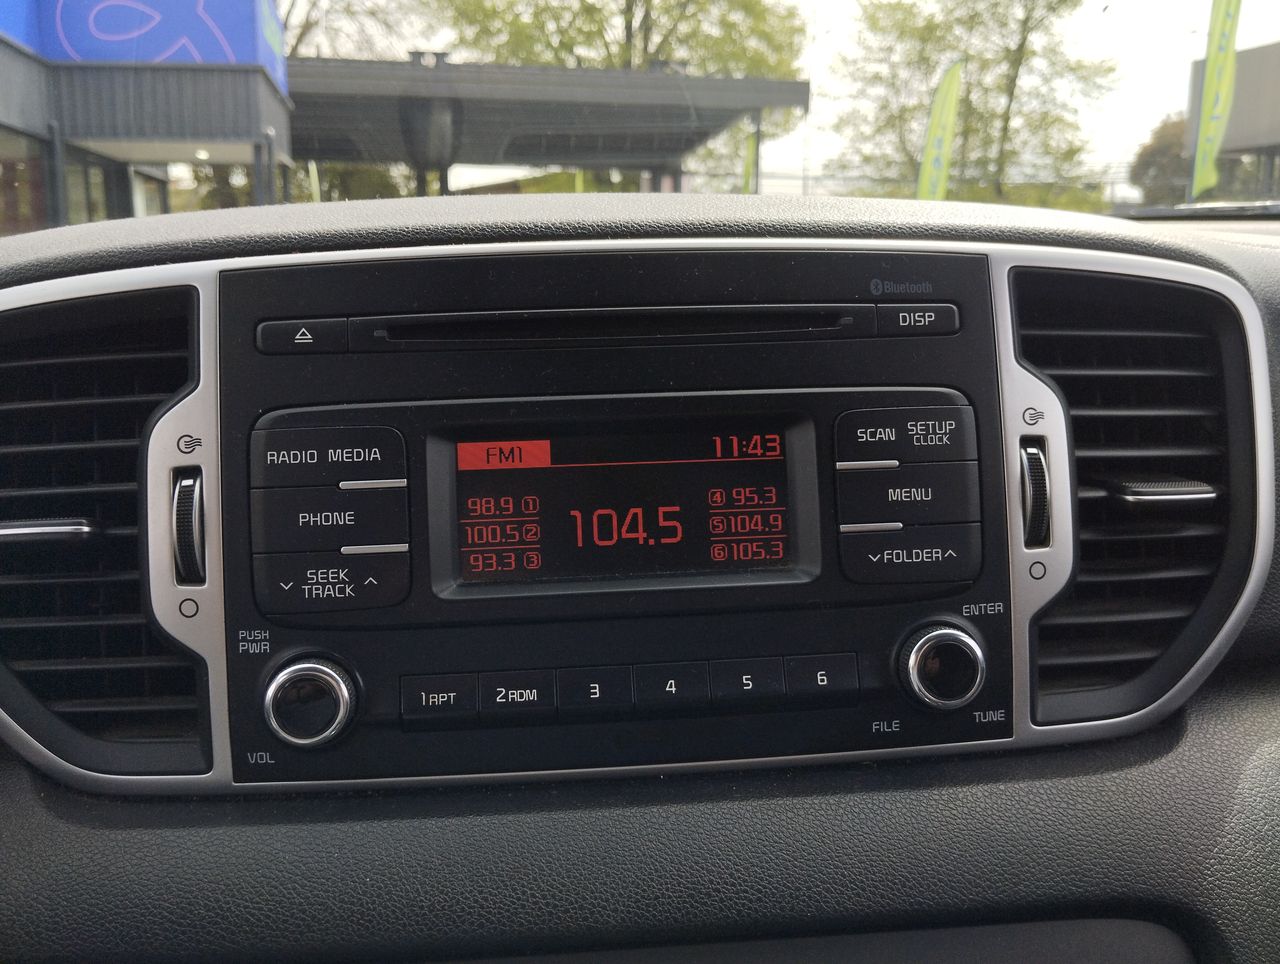 Bluetooth
DISP
RADIO MEDIA
PHONE
SEEK
TRACK
FM1
11:43
98.9 1
100.5 2
93.3 3
104.5
4 95.3
5 104.9
6 105.3
SCAN
SETUP
CLOCK
MENU
FOLDER
PUSH
PWR
VOL
1 RPT
2 RDM
3
4
5
6
ENTER
FILE
TUNE